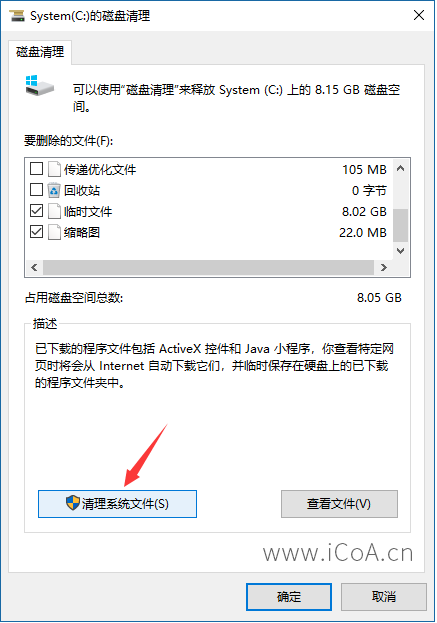 System(C:)的磁盘清理
磁盘清理
可以使用“磁盘清理”来释放 System (C:) 上的 8.15 GB 磁盘空
间。
要删除的文件(F):
传递优化文件 105 MB
回收站 0 字节
临时文件 8.02 GB
缩略图 22.0 MB
占用磁盘空间总数: 8.05 GB
描述
已下载的程序文件包括 ActiveX 控件和 Java 小程序，你查看特定网
页时将会从 Internet 自动下载它们，并临时保存在硬盘上的已下载
的程序文件夹中。
清理系统文件(S) 查看文件(V)
www.iCoA.cn
确定 取消